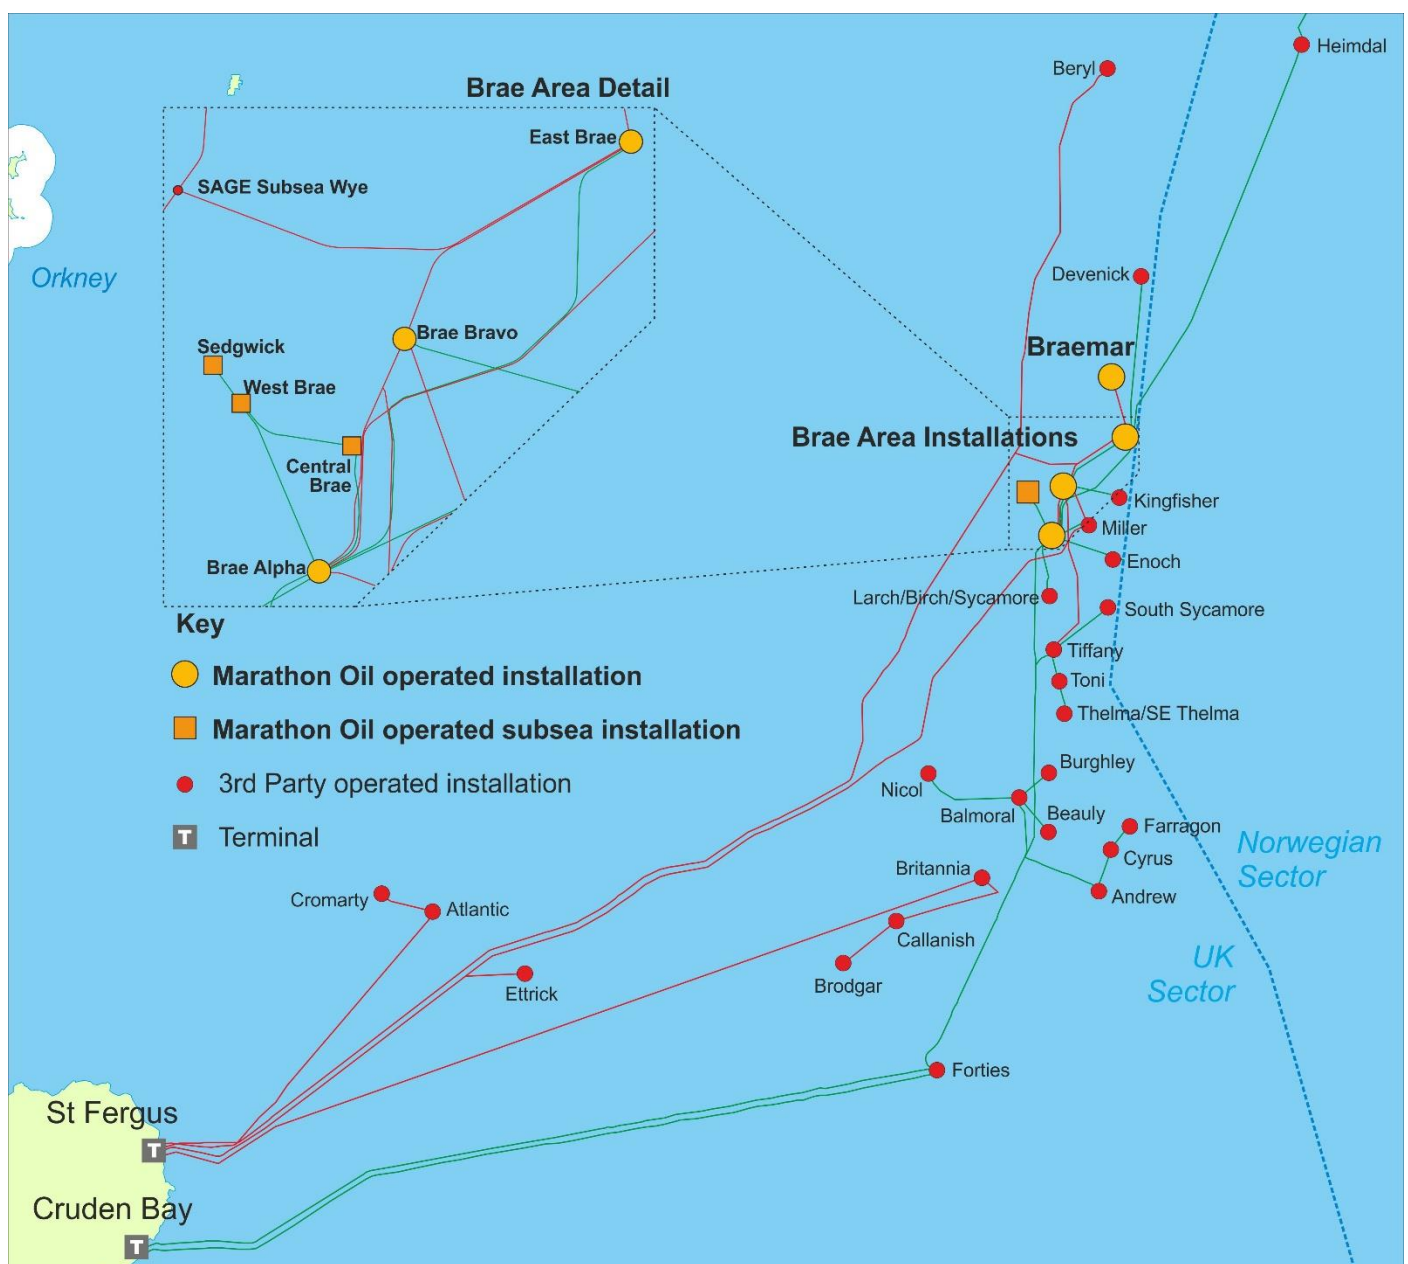 Heimdal
Beryl
Brae Area Detail
East Brae
SAGE Subsea Wye
Orkney
Devenick
Brae Bravo
Sedgwick
West Brae
Braemar
Brae Area Installations
Central
Brae
Kingfisher
Miller
Brae Alpha
Enoch
Larch/Birch/Sycamore
South Sycamore
Key
Marathon Oil operated installation
Marathon Oil operated subsea installation
3rd Party operated installation
T
Terminal
Tiffany
Toni
Thelma/SE Thelma
Burghley
Nicol
Balmoral
Beauly
Farragon
Cyrus
Andrew
Norwegian
Sector
Britannia
Callanish
Brodgar
Cromarty
Atlantic
Ettrick
UK
Sector
Forties
St Fergus
T
Cruden Bay
T